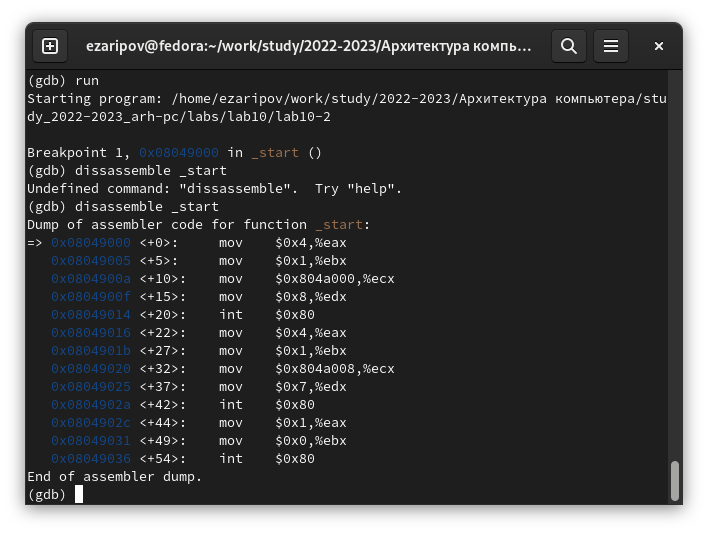 ezaripov@fedora:~/work/study/2022-2023/Архитектура компь…
(gdb) run
Starting program: /home/ezaripov/work/study/2022-2023/Архитектура компьютера/stu
dy_2022-2023_arh-pc/labs/lab10/lab10-2
Breakpoint 1, 0x08049000 in _start ()
(gdb) dissassemble _start
Undefined command: "dissassemble".  Try "help".
(gdb) disassemble _start
Dump of assembler code for function _start:
=> 0x08049000 <+0>:     mov    $0x4,%eax
   0x08049005 <+5>:     mov    $0x1,%ebx
   0x0804900a <+10>:    mov    $0x804a000,%ecx
   0x0804900f <+15>:    mov    $0x8,%edx
   0x08049014 <+20>:    int    $0x80
   0x08049016 <+22>:    mov    $0x4,%eax
   0x0804901b <+27>:    mov    $0x1,%ebx
   0x08049020 <+32>:    mov    $0x804a008,%ecx
   0x08049025 <+37>:    mov    $0x7,%edx
   0x0804902a <+42>:    int    $0x80
   0x0804902c <+44>:    mov    $0x1,%eax
   0x08049031 <+49>:    mov    $0x0,%ebx
   0x08049036 <+54>:    int    $0x80
End of assembler dump.
(gdb)